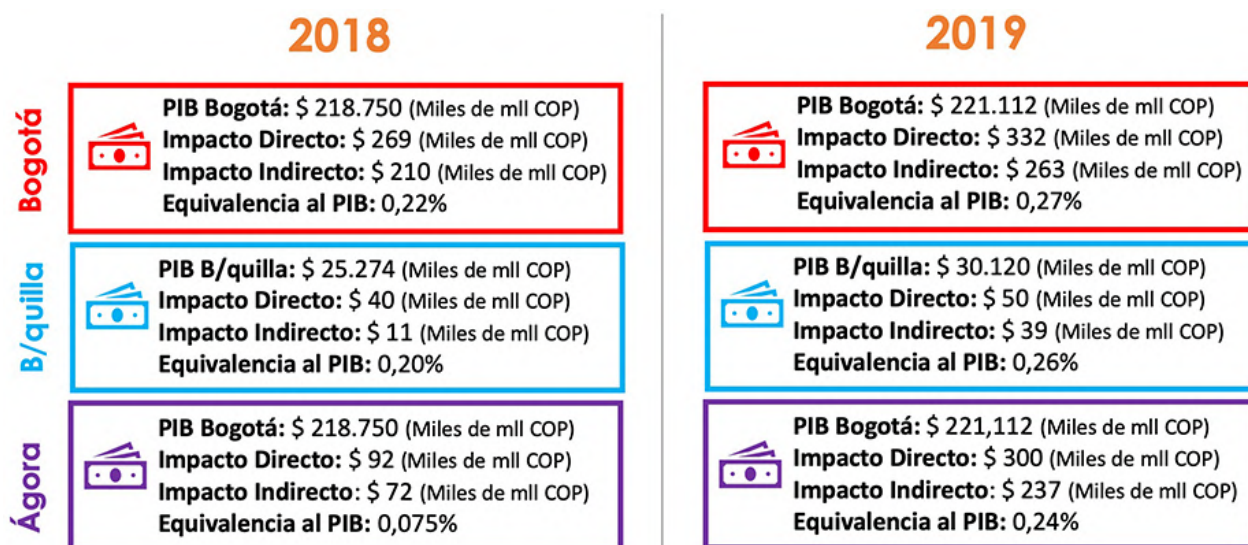 2018
Bogotá
PIB Bogotá: $ 218.750 (Miles de mll COP)
Impacto Directo: $ 269 (Miles de mll COP)
Impacto Indirecto: $ 210 (Miles de mll COP)
Equivalencia al PIB: 0,22%
B/quilla
PIB B/quilla: $ 25.274 (Miles de mll COP)
Impacto Directo: $ 40 (Miles de mll COP)
Impacto Indirecto: $ 11 (Miles de mll COP)
Equivalencia al PIB: 0,20%
Ágora
PIB Bogotá: $ 218.750 (Miles de mll COP)
Impacto Directo: $ 92 (Miles de mll COP)
Impacto Indirecto: $ 72 (Miles de mll COP)
Equivalencia al PIB: 0,075%
2019
PIB Bogotá: $ 221.112 (Miles de mll COP)
Impacto Directo: $ 332 (Miles de mll COP)
Impacto Indirecto: $ 263 (Miles de mll COP)
Equivalencia al PIB: 0,27%
PIB B/quilla: $ 30.120 (Miles de mll COP)
Impacto Directo: $ 50 (Miles de mll COP)
Impacto Indirecto: $ 39 (Miles de mll COP)
Equivalencia al PIB: 0,26%
PIB Bogotá: $ 221,112 (Miles de mll COP)
Impacto Directo: $ 300 (Miles de mll COP)
Impacto Indirecto: $ 237 (Miles de mll COP)
Equivalencia al PIB: 0,24%